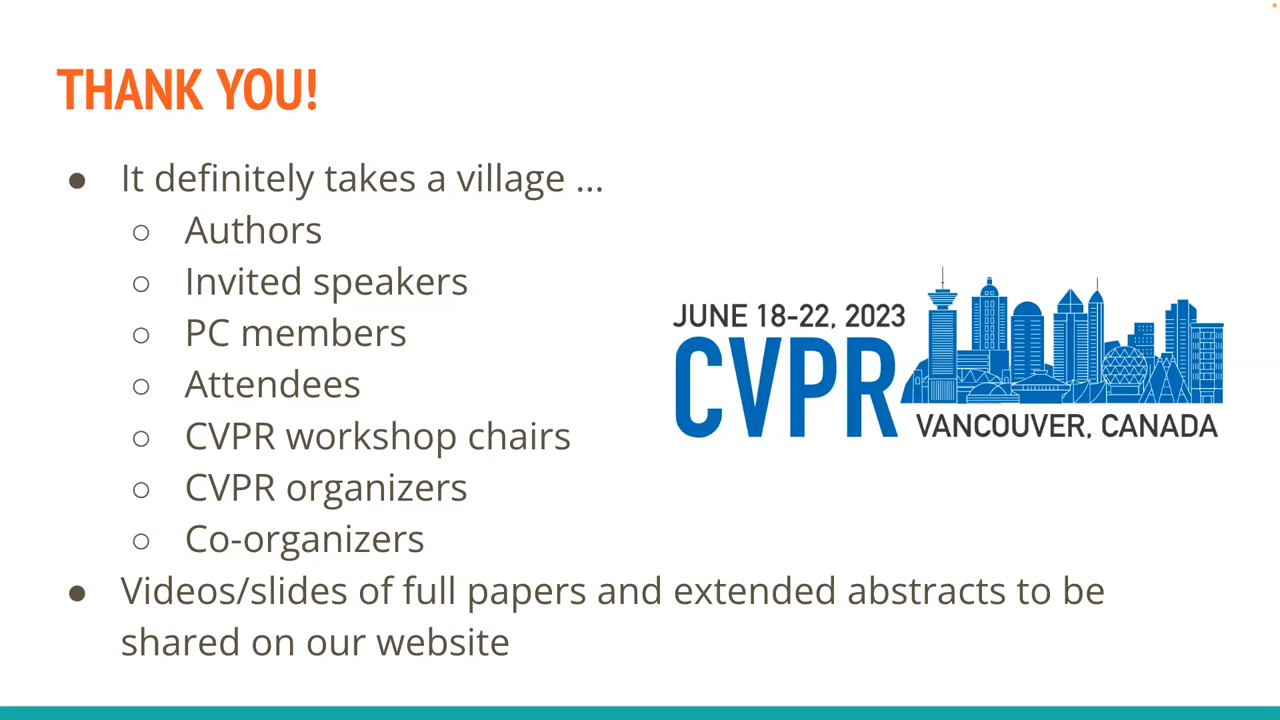 THANK YOU!
● It definitely takes a village ...
○ Authors
○ Invited speakers
○ PC members
○ Attendees
○ CVPR workshop chairs
○ CVPR organizers
○ Co-organizers
● Videos/slides of full papers and extended abstracts to be
shared on our website
JUNE 18-22, 2023
CVPR
VANCOUVER, CANADA